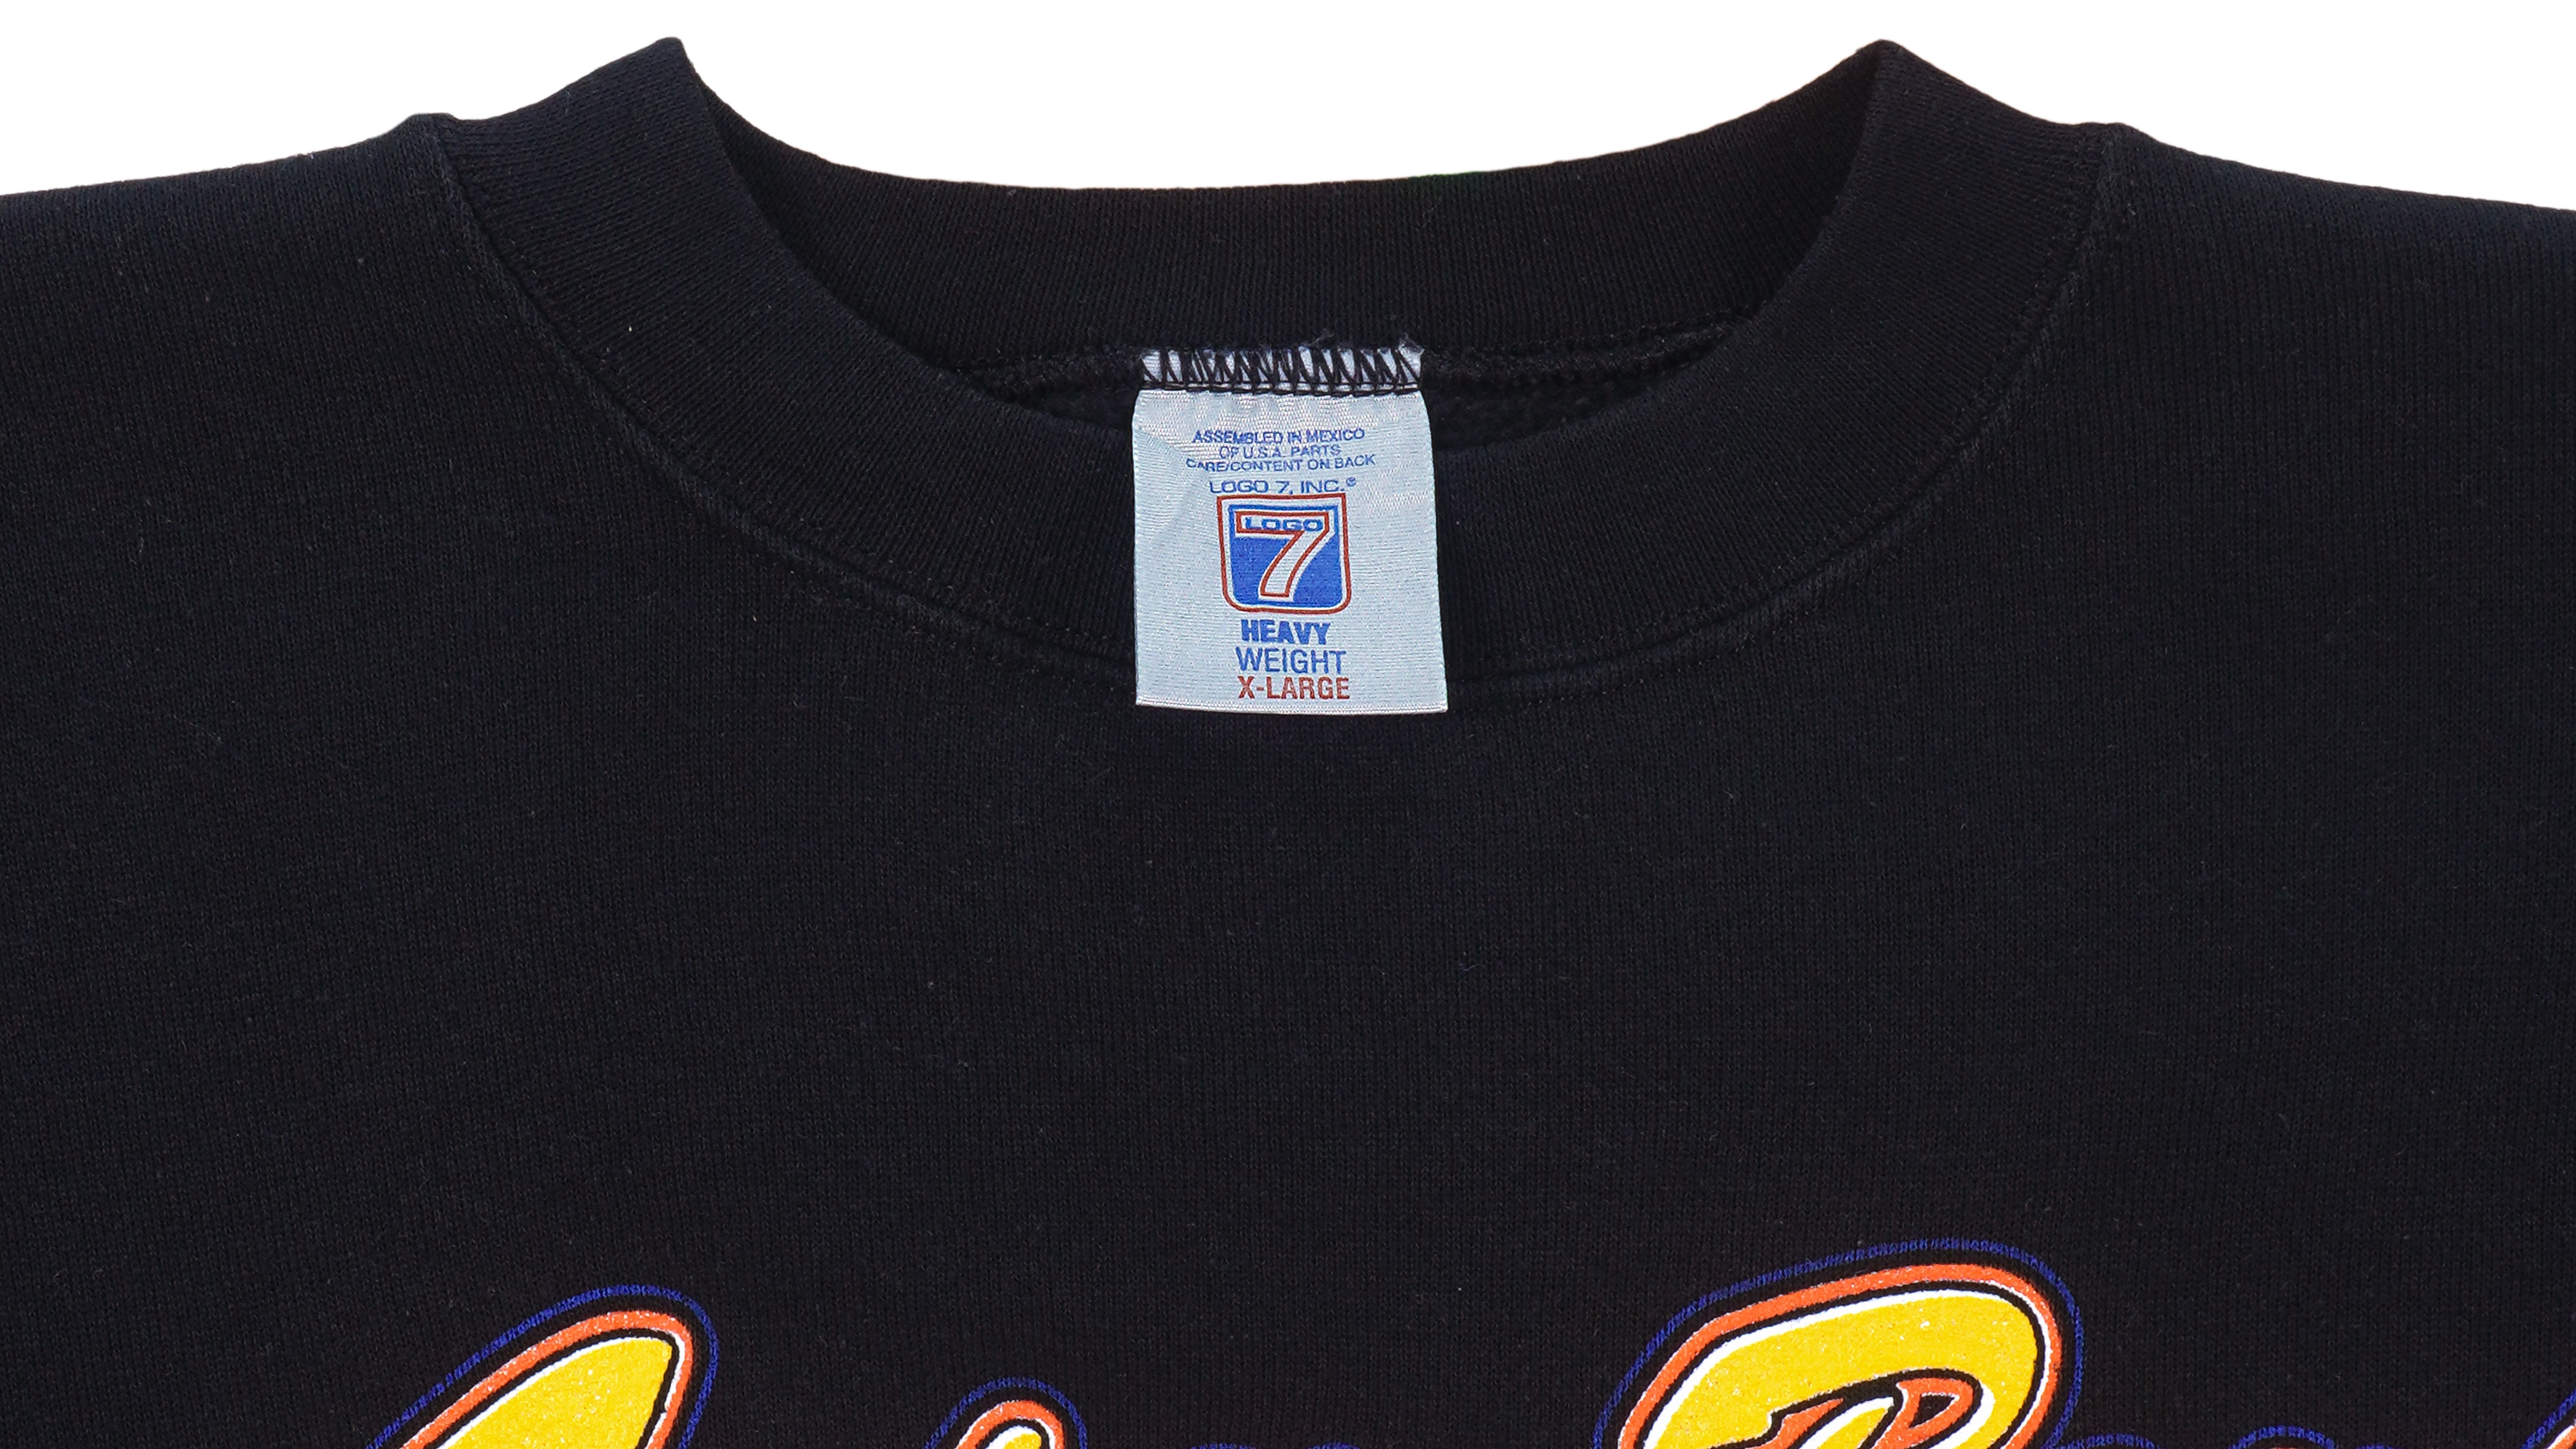 ASSEMBLED IN MEXICO
OF U.S.A. PARTS
CARE/CONTENT ON BACK
LOGO 7, INC.®
LOGO
7
HEAVY
WEIGHT
X-LARGE